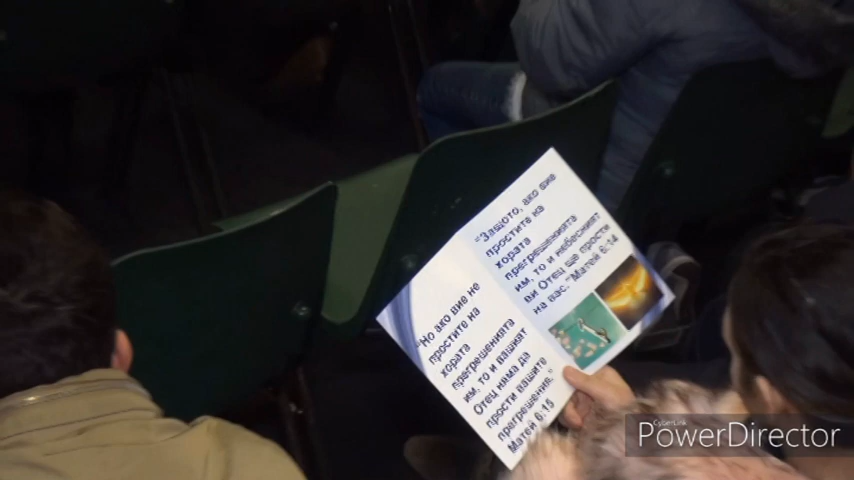 "Но ако вие не
простите на
хората
прегрешенията
им, то и вашият
Отец няма да
прости вашите
прегрешения."
Матей 6:15
"Защото, ако вие
простите на
хората
прегрешенията
им, то и небесният
ви Отец ще прости
на вас."Матей 6:14
CyberLink
PowerDirector